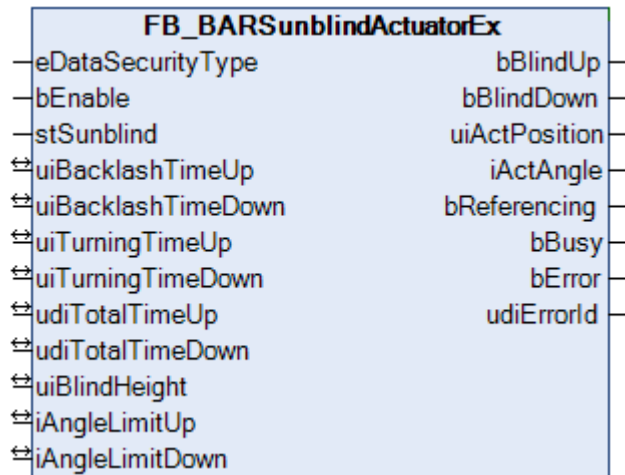 FB_BARSunblindActuatorEx
eDataSecurityType bBlindUp
bEnable bBlindDown
stSunblind uiActPosition
uiBacklashTimeUp iActAngle
uiBacklashTimeDown bReferencing
uiTurningTimeUp bBusy
uiTurningTimeDown bError
udiTotalTimeUp udiErrorId
udiTotalTimeDown
uiBlindHeight
iAngleLimitUp
iAngleLimitDown